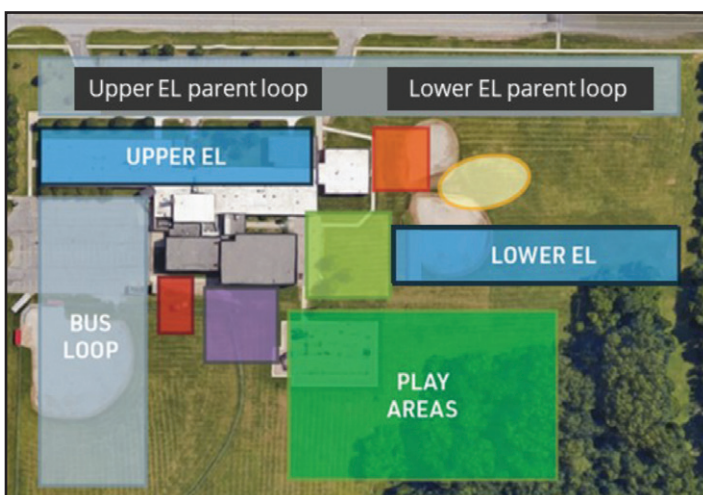 Upper EL parent loop
Lower EL parent loop
UPPER EL
LOWER EL
BUS
LOOP
PLAY
AREAS